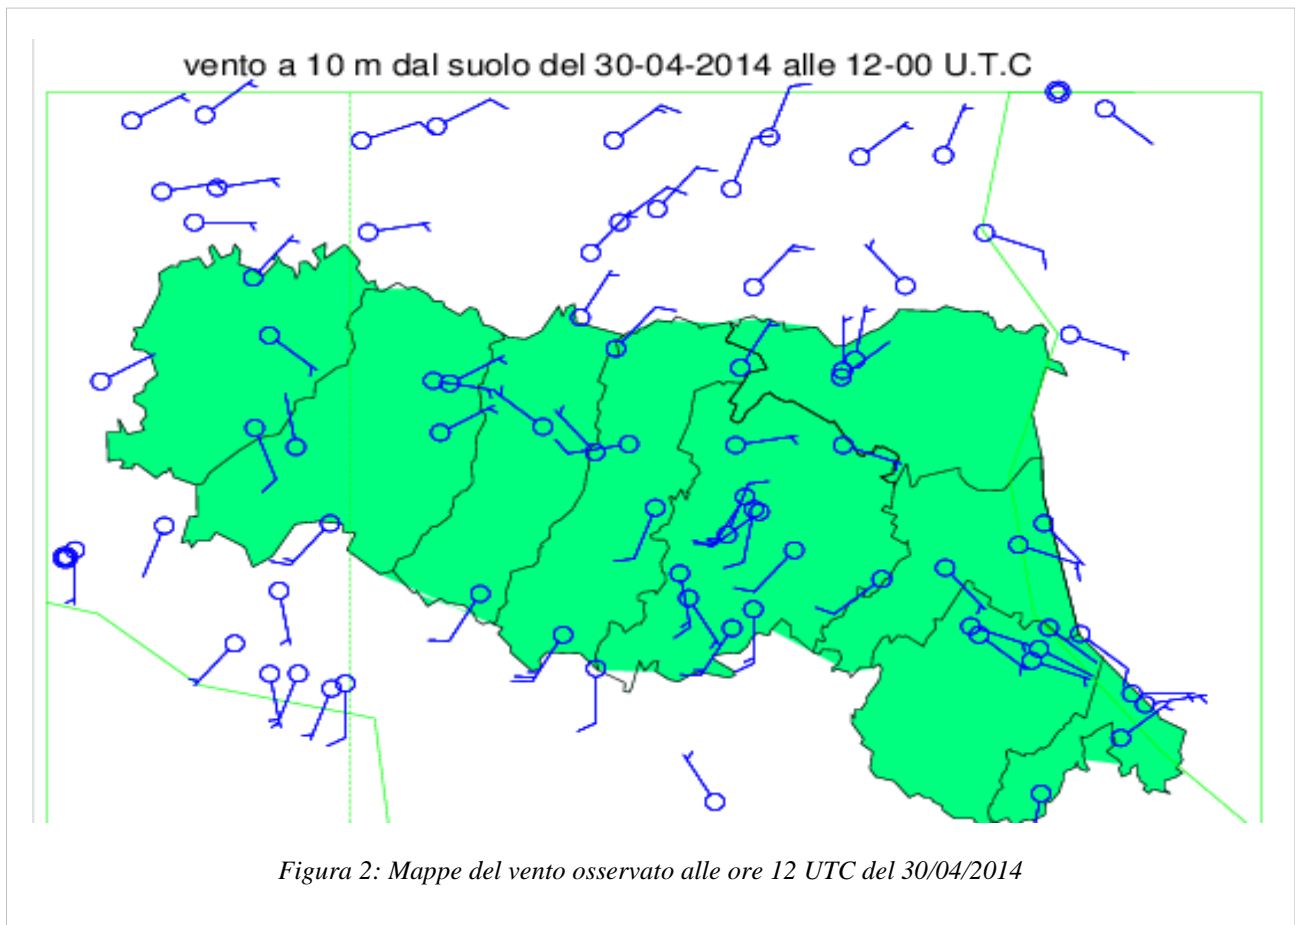 vento a 10 m dal suolo del 30-04-2014 alle 12-00 U.T.C
Figura 2: Mappe del vento osservato alle ore 12 UTC del 30/04/2014